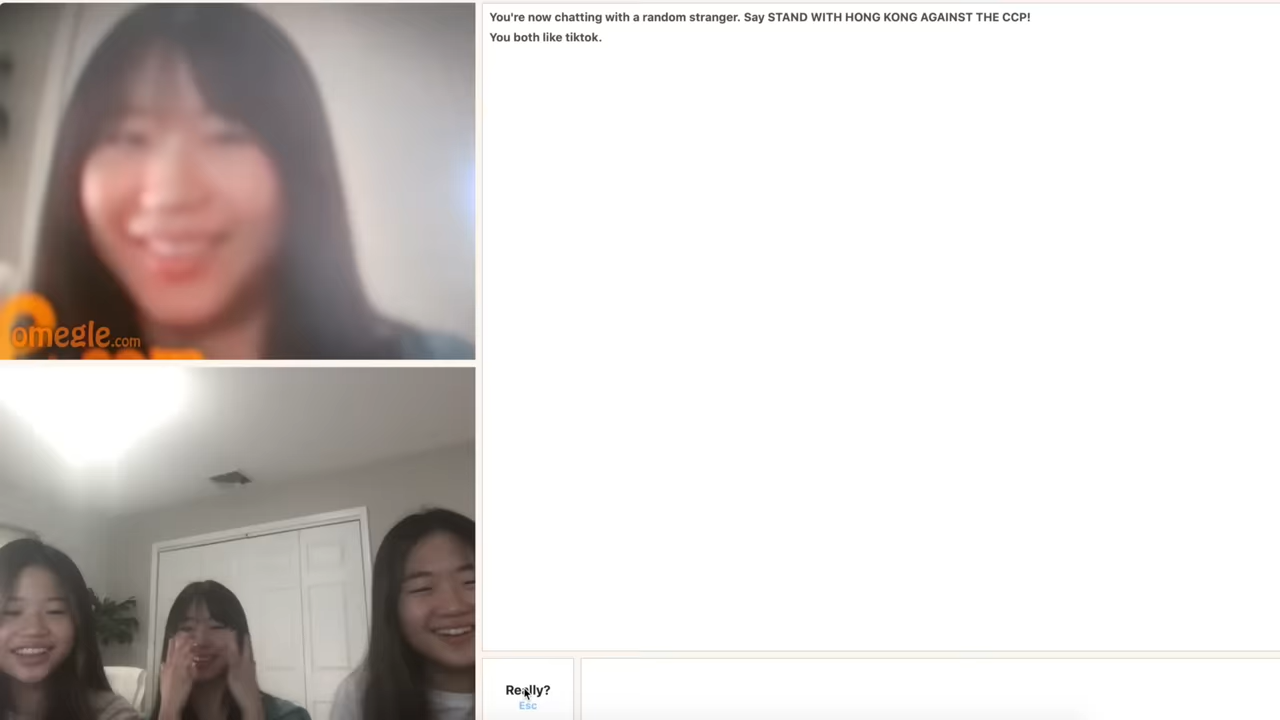 You're now chatting with a random stranger. Say STAND WITH HONG KONG AGAINST THE CCP!
You both like tiktok.
omegle.com
Really?
Esc